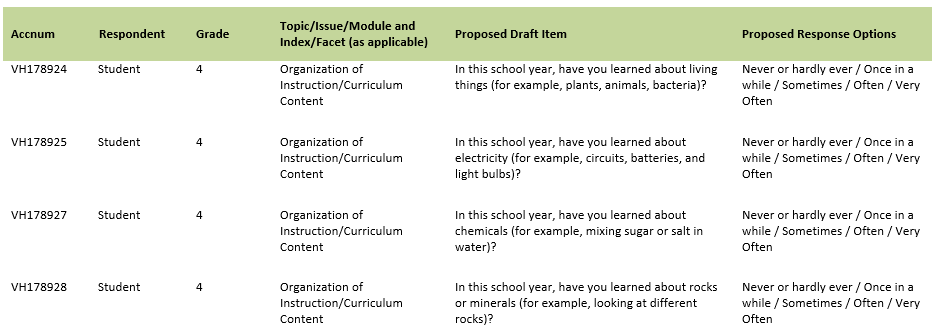 Accnum Respondent Grade Topic/Issue/Module and Index/Facet (as applicable) Proposed Draft Item Proposed Response Options
VH178924 Student 4 Organization of In this school year, have you learned about living Never or hardly ever / Once in a
Instruction/Curriculum things (for example, plants, animals, bacteria)? while / Sometimes / Often / Very
Content Often
VH178925 Student 4 Organization of In this school year, have you learned about Never or hardly ever / Once in a
Instruction/Curriculum electricity (for example, circuits, batteries, and while / Sometimes / Often / Very
Content light bulbs)? Often
VH178927 Student 4 Organization of In this school year, have you learned about Never or hardly ever / Once in a
Instruction/Curriculum chemicals (for example, mixing sugar or salt in while / Sometimes / Often / Very
Content water)? Often
VH178928 Student 4 Organization of In this school year, have you learned about rocks Never or hardly ever / Once in a
Instruction/Curriculum or minerals (for example, looking at different while / Sometimes / Often / Very
Content rocks)? Often